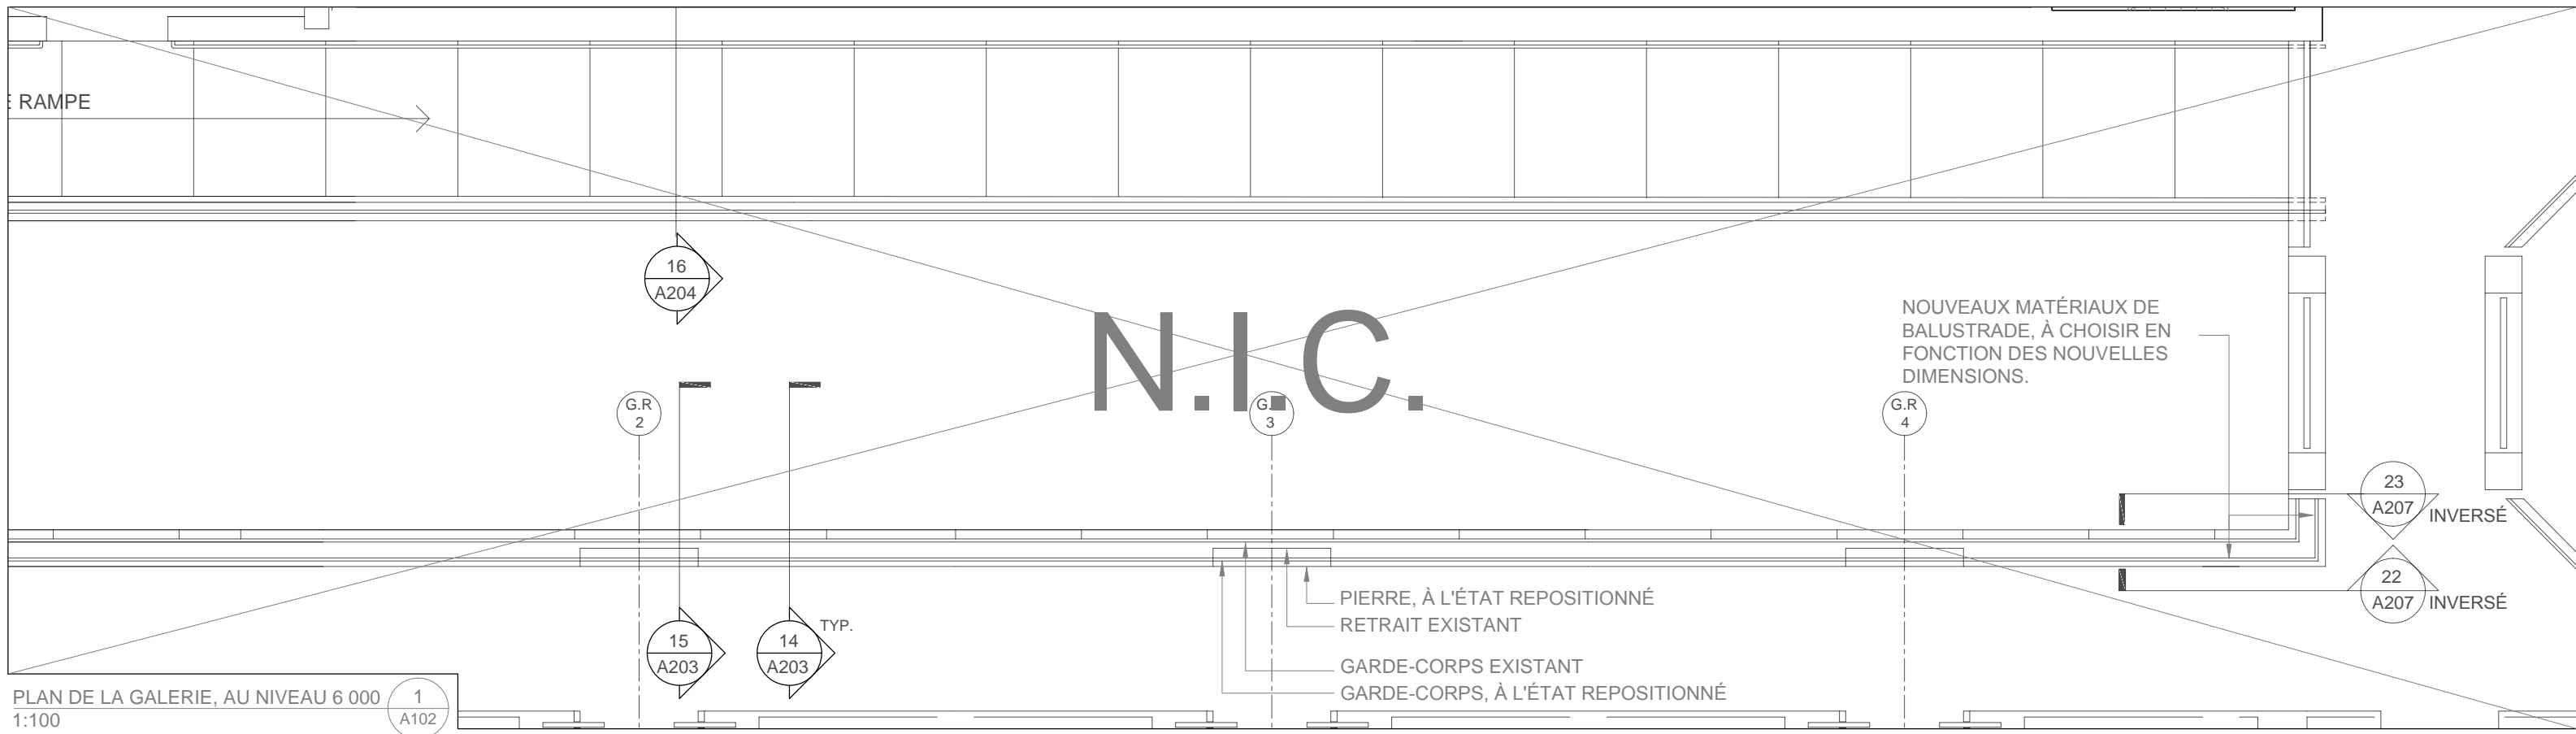 RAMPE
16
A204
N.I.C.
NOUVEAUX MATÉRIAUX DE
BALUSTRADE, À CHOISIR EN
FONCTION DES NOUVELLES
DIMENSIONS.
G.R
2
3
G.R
4
23
A207
INVERSÉ
22
A207
INVERSÉ
PIERRE, À L'ÉTAT REPOSITIONNÉ
RETRAIT EXISTANT
GARDE-CORPS EXISTANT
GARDE-CORPS, À L'ÉTAT REPOSITIONNÉ
15
A203
14
A203
TYP.
PLAN DE LA GALERIE, AU NIVEAU 6 000
1:100
1
A102